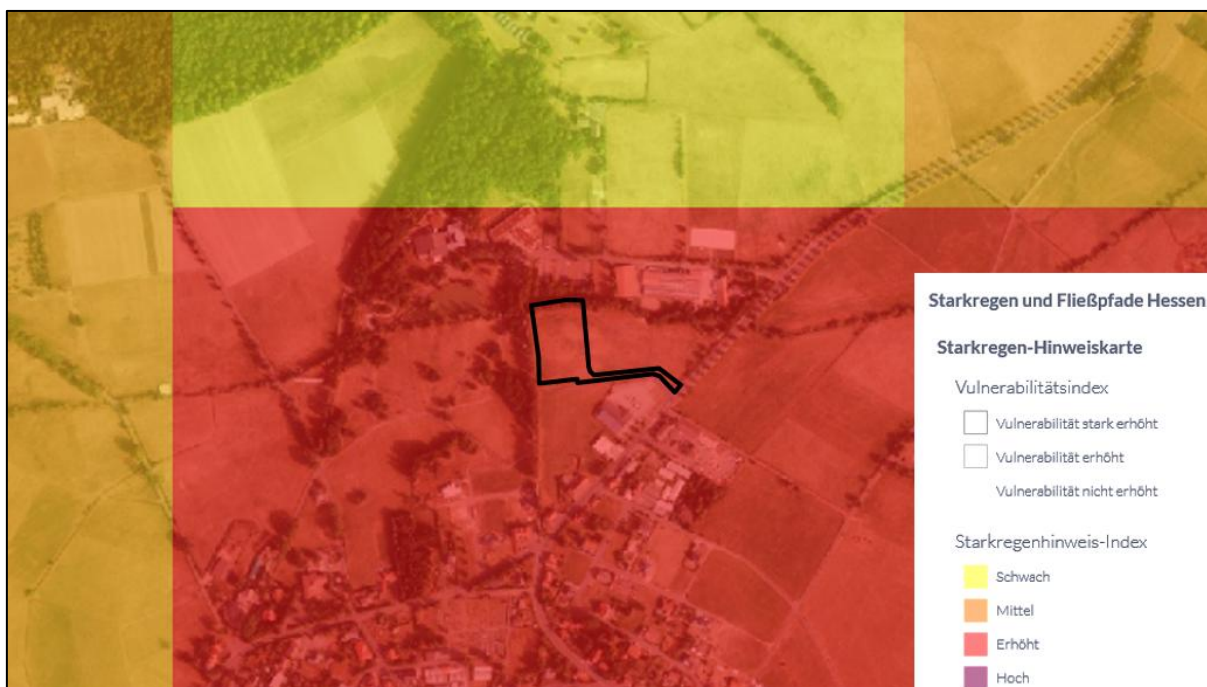 Starkregen und Fließpfade Hessen
Starkregen-Hinweiskarte
Vulnerabilitätsindex
Vulnerabilität stark erhöht
Vulnerabilität erhöht
Vulnerabilität nicht erhöht
Starkregenhinweis-Index
Schwach
Mittel
Erhöht
Hoch